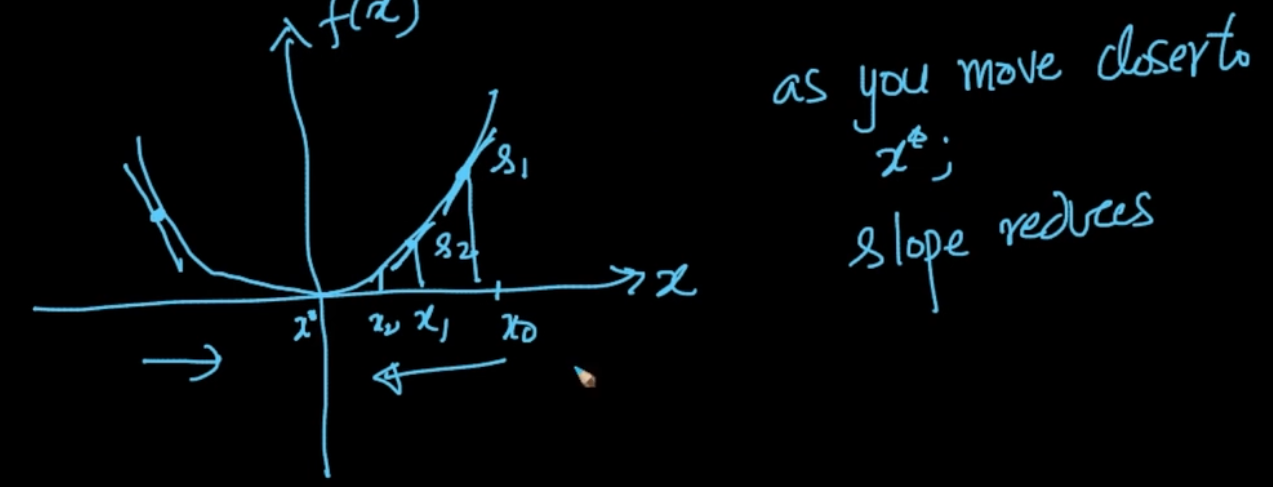 f(x)
as you move closer to
x*;
slope reduces
s1
s2
x
x* x2 x1 x0